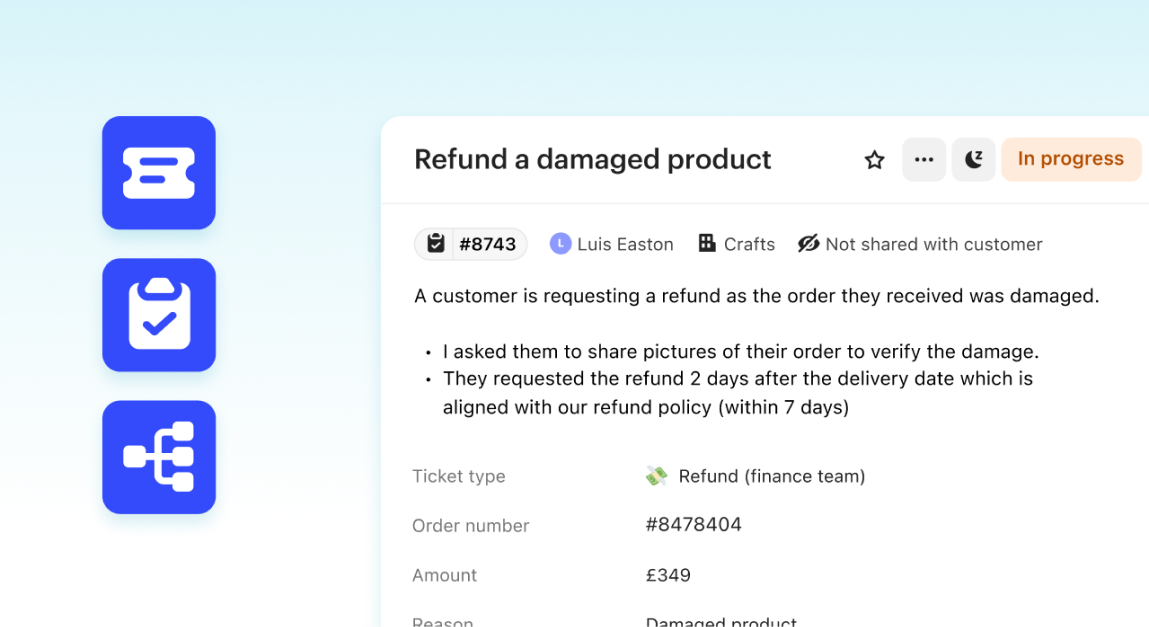 Refund a damaged product
In progress
#8743
L
Luis Easton
Crafts
Not shared with customer
A customer is requesting a refund as the order they received was damaged.
• I asked them to share pictures of their order to verify the damage.
• They requested the refund 2 days after the delivery date which is
aligned with our refund policy (within 7 days)
Ticket type
Refund (finance team)
Order number
#8478404
Amount
£349
Reason
Damaged product